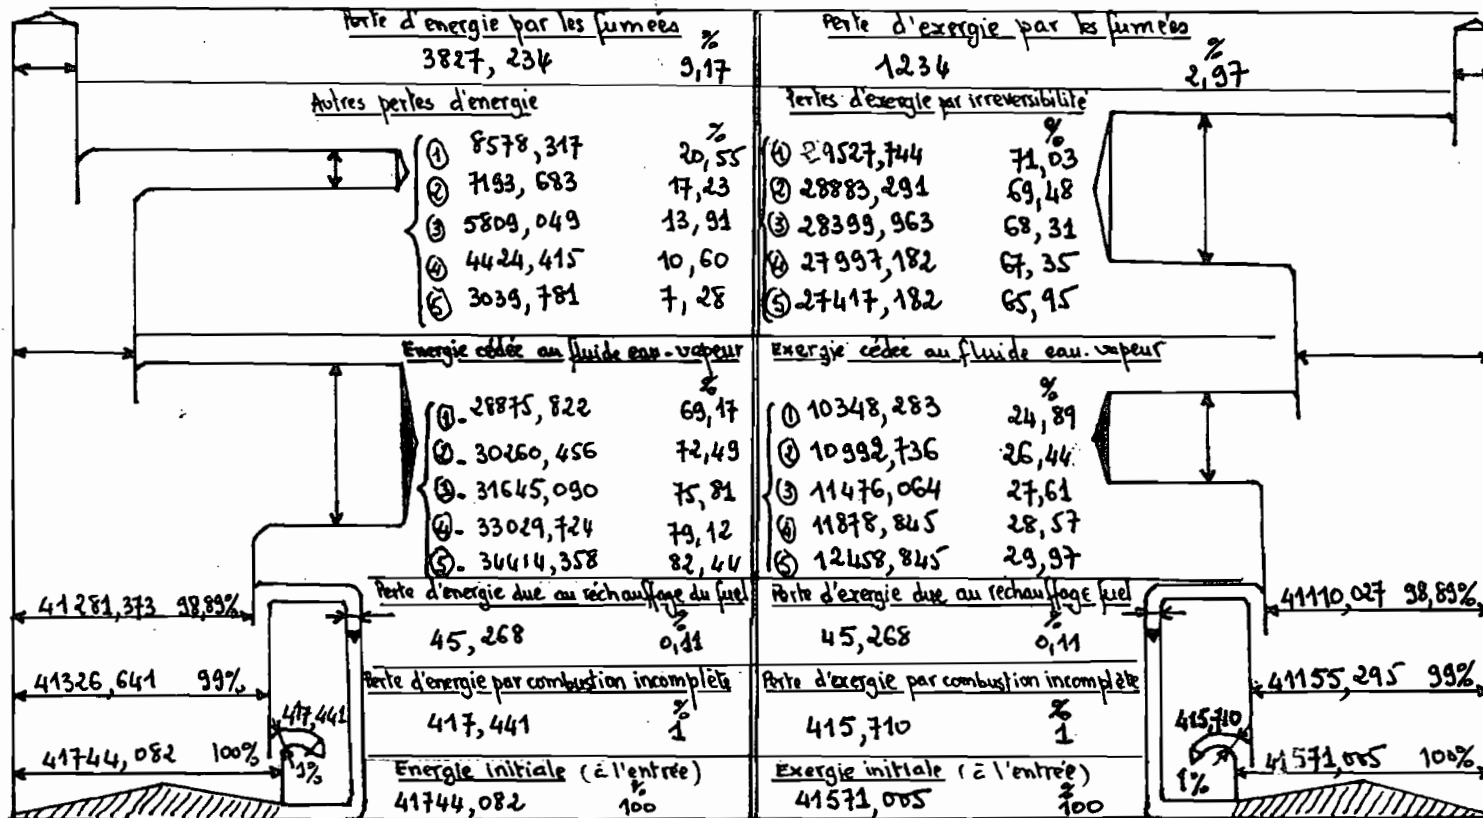 Perte d'energie par les fumées
%
3827,234 9,17
Autres pertes d'energie
%
① 8578,317 20,55
② 7193,683 17,23
③ 5809,049 13,91
④ 4424,415 10,60
⑤ 3039,781 7,28
Energie cédée au fluide eau-vapeur
%
①- 28875,822 69,17
②- 30260,456 72,49
③- 31645,090 75,81
④- 33029,724 79,12
⑤- 34414,358 82,44
Perte d'energie due au réchauffage du fuel
%
45,268 0,11
Perte d'energie par combustion incomplète
%
417,441 1
Energie initiale (à l'entrée)
%
41744,082 100
41281,373 98,89%
41326,641 99%
417,441
1%
41744,082 100%
Perte d'exergie par les fumées
%
1234 2,97
Pertes d'exergie par irreversibilité
%
① 29527,744 71,03
② 28883,291 69,48
③ 28399,963 68,31
④ 27997,182 67,35
⑤ 27417,182 65,95
Exergie cédée au fluide eau-vapeur
%
① 10348,283 24,89
② 10992,736 26,44
③ 11476,064 27,61
④ 11878,845 28,57
⑤ 12458,845 29,97
Perte d'exergie due au rechauffage fuel
%
45,268 0,11
Perte d'exergie par combustion incomplète
%
415,710 1
Exergie initiale (à l'entrée)
%
41571,005 100
41110,027 98,89%
41155,295 99%
415,710
1%
41571,005 100%